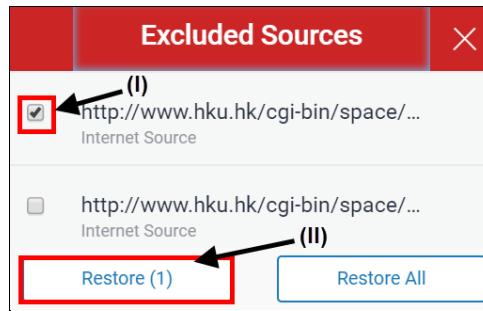 Excluded Sources
(I)
http://www.hku.hk/cgi-bin/space/...
Internet Source
http://www.hku.hk/cgi-bin/space/...
Internet Source
(II)
Restore (1)
Restore All